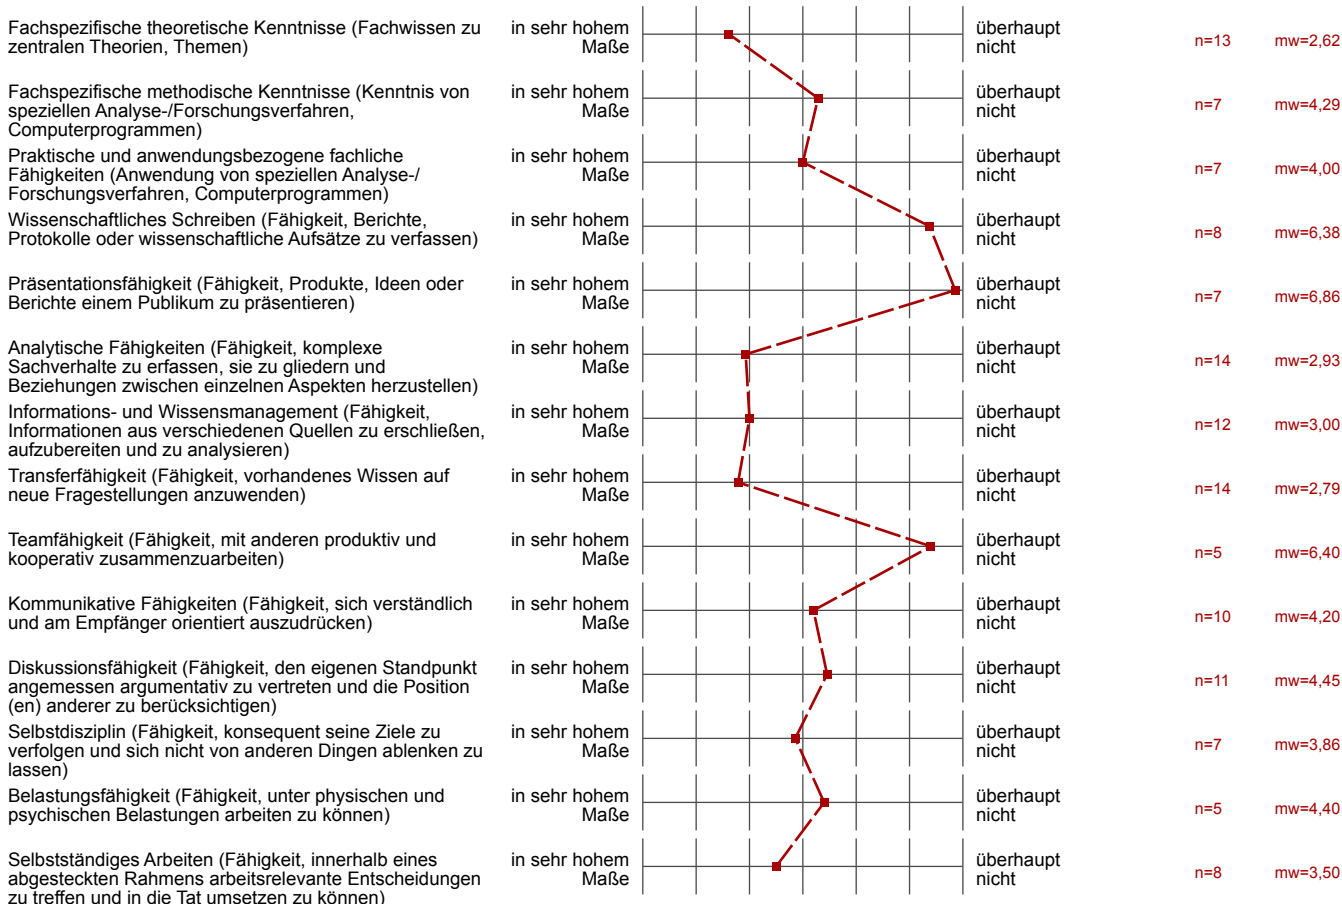 Fachspezifische theoretische Kenntnisse (Fachwissen zu
zentralen Theorien, Themen)
in sehr hohem
Maße
überhaupt
nicht
n=13
mw=2,62
Fachspezifische methodische Kenntnisse (Kenntnis von
speziellen Analyse-/Forschungsverfahren,
Computerprogrammen)
in sehr hohem
Maße
überhaupt
nicht
n=7
mw=4,29
Praktische und anwendungsbezogene fachliche
Fähigkeiten (Anwendung von speziellen Analyse-/
Forschungsverfahren, Computerprogrammen)
in sehr hohem
Maße
überhaupt
nicht
n=7
mw=4,00
Wissenschaftliches Schreiben (Fähigkeit, Berichte,
Protokolle oder wissenschaftliche Aufsätze zu verfassen)
in sehr hohem
Maße
überhaupt
nicht
n=8
mw=6,38
Präsentationsfähigkeit (Fähigkeit, Produkte, Ideen oder
Berichte einem Publikum zu präsentieren)
in sehr hohem
Maße
überhaupt
nicht
n=7
mw=6,86
Analytische Fähigkeiten (Fähigkeit, komplexe
Sachverhalte zu erfassen, sie zu gliedern und
Beziehungen zwischen einzelnen Aspekten herzustellen)
in sehr hohem
Maße
überhaupt
nicht
n=14
mw=2,93
Informations- und Wissensmanagement (Fähigkeit,
Informationen aus verschiedenen Quellen zu erschließen,
aufzubereiten und zu analysieren)
in sehr hohem
Maße
überhaupt
nicht
n=12
mw=3,00
Transferfähigkeit (Fähigkeit, vorhandenes Wissen auf
neue Fragestellungen anzuwenden)
in sehr hohem
Maße
überhaupt
nicht
n=14
mw=2,79
Teamfähigkeit (Fähigkeit, mit anderen produktiv und
kooperativ zusammenzuarbeiten)
in sehr hohem
Maße
überhaupt
nicht
n=5
mw=6,40
Kommunikative Fähigkeiten (Fähigkeit, sich verständlich
und am Empfänger orientiert auszudrücken)
in sehr hohem
Maße
überhaupt
nicht
n=10
mw=4,20
Diskussionsfähigkeit (Fähigkeit, den eigenen Standpunkt
angemessen argumentativ zu vertreten und die Position
(en) anderer zu berücksichtigen)
in sehr hohem
Maße
überhaupt
nicht
n=11
mw=4,45
Selbstdisziplin (Fähigkeit, konsequent seine Ziele zu
verfolgen und sich nicht von anderen Dingen ablenken zu
lassen)
in sehr hohem
Maße
überhaupt
nicht
n=7
mw=3,86
Belastungsfähigkeit (Fähigkeit, unter physischen und
psychischen Belastungen arbeiten zu können)
in sehr hohem
Maße
überhaupt
nicht
n=5
mw=4,40
Selbstständiges Arbeiten (Fähigkeit, innerhalb eines
abgesteckten Rahmens arbeitsrelevante Entscheidungen
zu treffen und in die Tat umsetzen zu können)
in sehr hohem
Maße
überhaupt
nicht
n=8
mw=3,50